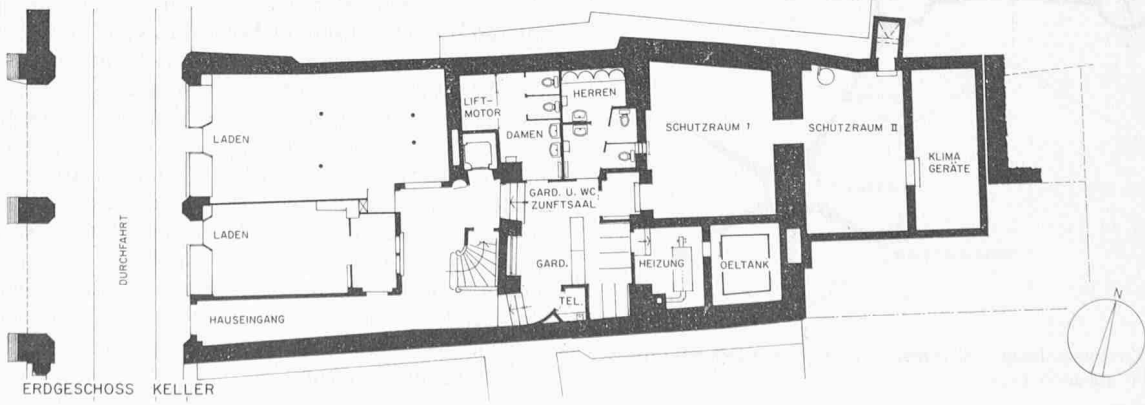 N
LIFT-
MOTOR
HERREN
DAMEN
LADEN
SCHUTZRAUM I
SCHUTZRAUM II
KLIMA
GERÄTE
GARD. U. WC
ZUNFTSAAL
LADEN
DURCHFAHRT
GARD.
HEIZUNG
OELTANK
TEL.
HAUSEINGANG
ERDGESCHOSS KELLER